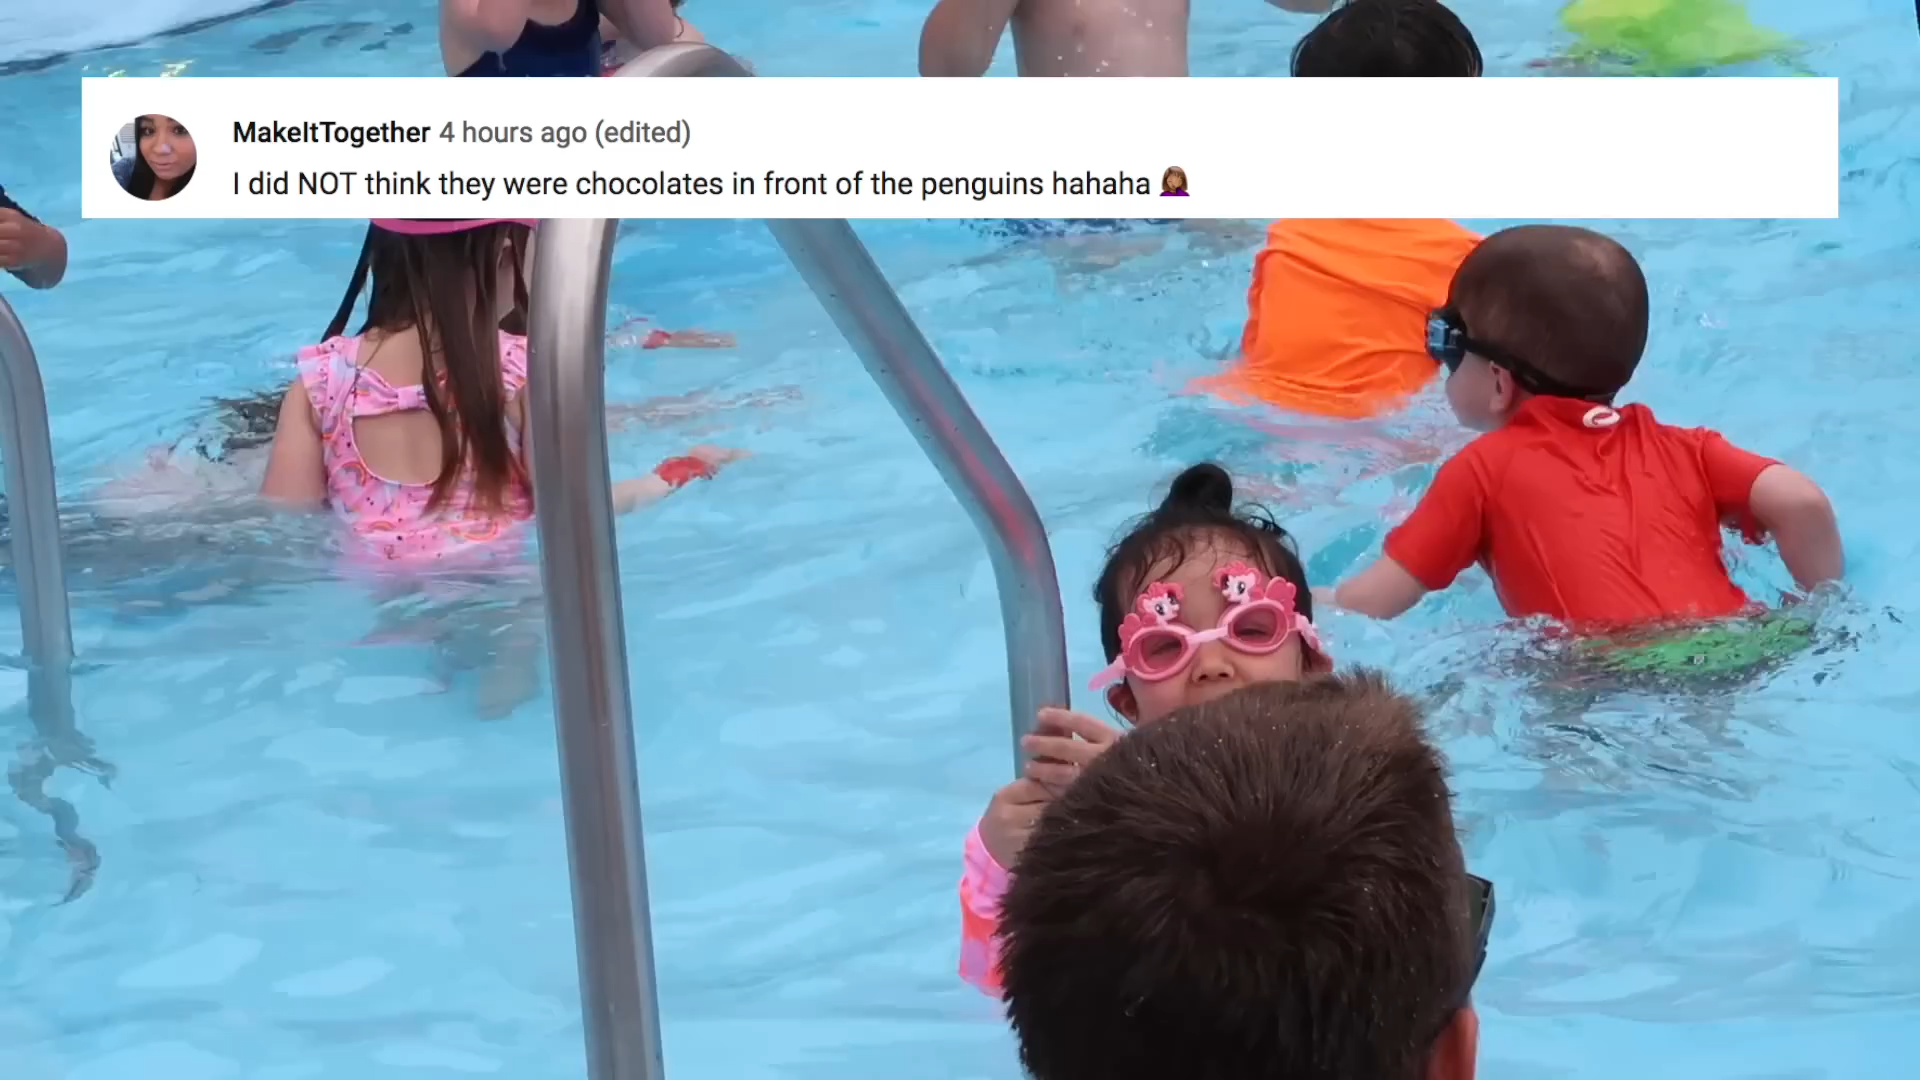 MakeItTogether 4 hours ago (edited)
I did NOT think they were chocolates in front of the penguins hahaha 🤦🏾‍♀️